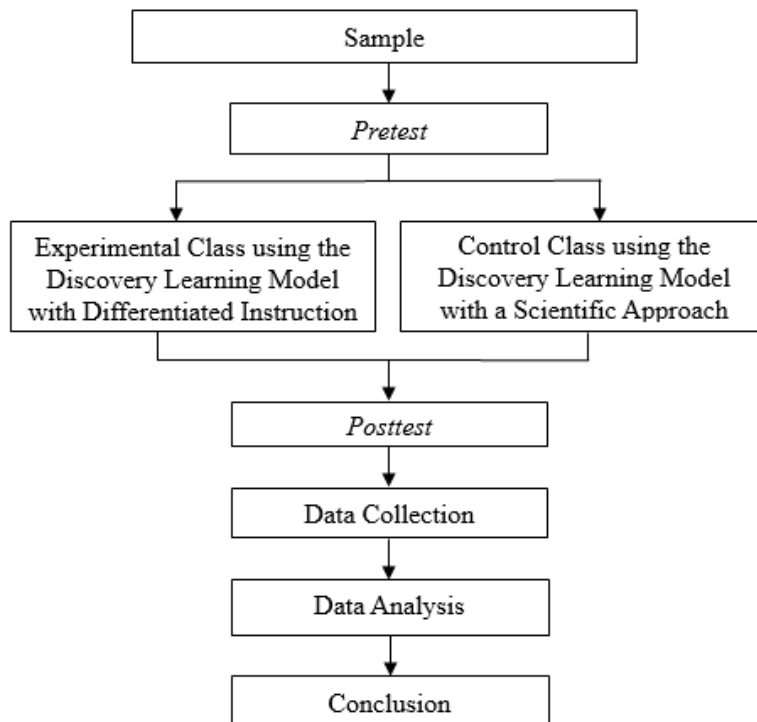 Sample
Pretest
Experimental Class using the
Discovery Learning Model
with Differentiated Instruction
Control Class using the
Discovery Learning Model
with a Scientific Approach
Posttest
Data Collection
Data Analysis
Conclusion